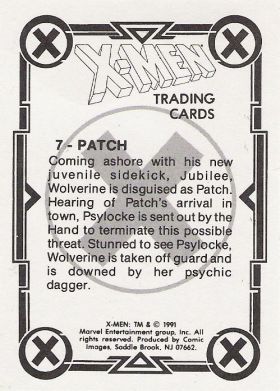 X-MEN
TRADING
CARDS
7 - PATCH
Coming ashore with his new
juvenile sidekick, Jubilee,
Wolverine is disguised as Patch.
Hearing of Patch's arrival in
town, Psylocke is sent out by the
Hand to terminate this possible
threat. Stunned to see Psylocke,
Wolverine is taken off guard and
is downed by her psychic
dagger.
X-MEN: TM & © 1991
Marvel Entertainment group, Inc. All
rights reserved. Produced by Comic
Images, Saddle Brook, NJ 07662.